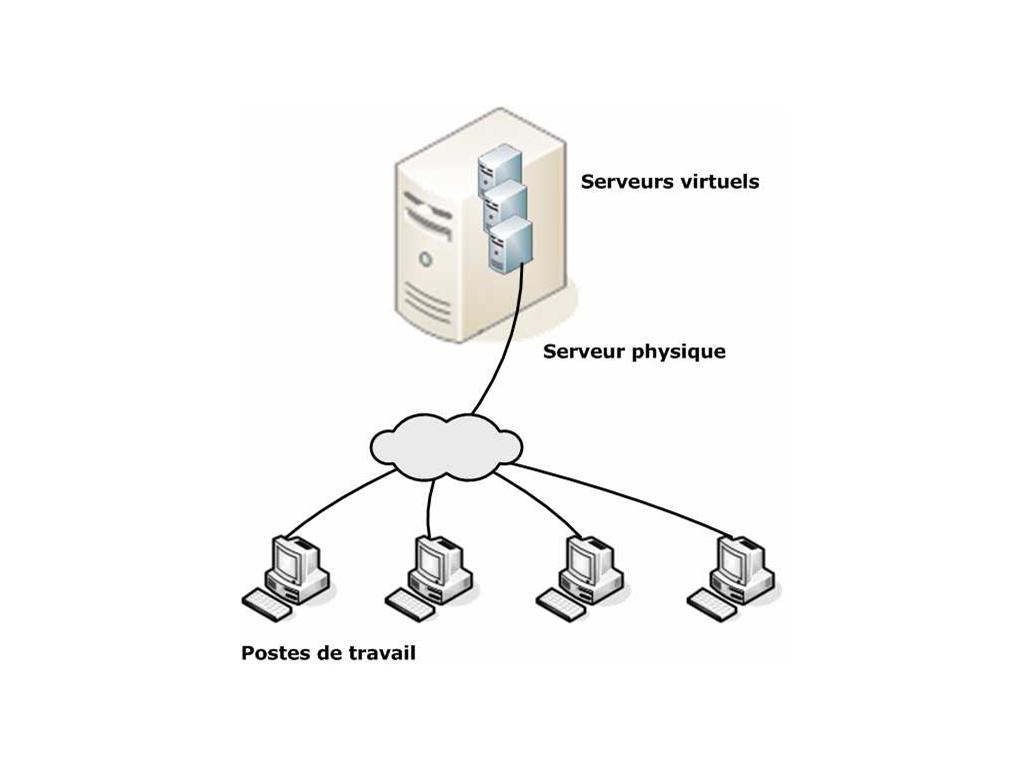 Serveurs virtuels
Serveur physique
Postes de travail